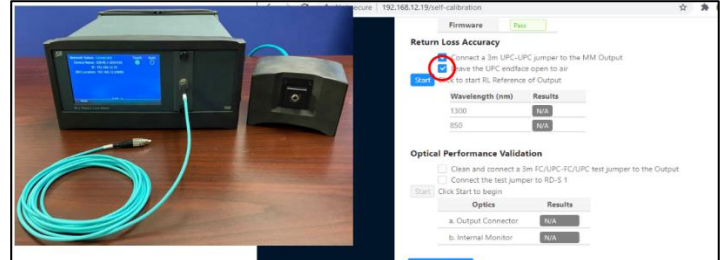 secure | 192.168.12.19/self-calibration
Firmware Pass
Return Loss Accuracy
Connect a 3m UPC-UPC jumper to the MM Output
Leave the UPC endface open to air
Start Click to start RL Reference of Output
Wavelength (nm) Results
1300 N/A
850 N/A
Optical Performance Validation
Clean and connect a 3m FC/UPC-FC/UPC test jumper to the Output
Connect the test jumper to RD-S 1
Start Click Start to begin
Optics Results
a. Output Connector N/A
b. Internal Monitor N/A